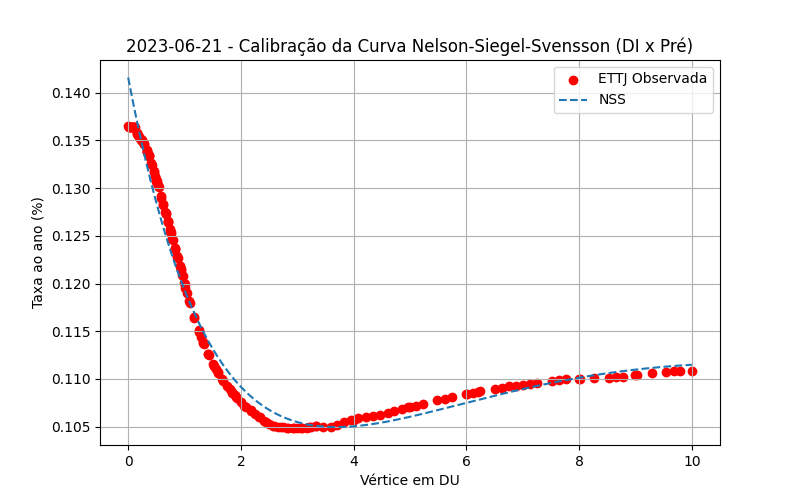 2023-06-21 - Calibração da Curva Nelson-Siegel-Svensson (DI x Pré)
ETTJ Observada
NSS
Taxa ao ano (%)
0.140
0.135
0.130
0.125
0.120
0.115
0.110
0.105
0 2 4 6 8 10
Vértice em DU